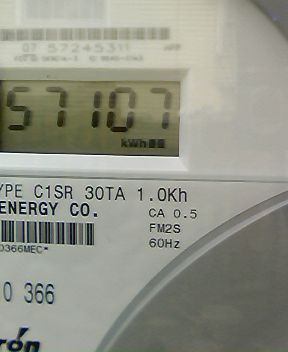 07 57245311
57107
kWh
YPE C1SR 30TA 1.0Kh
ENERGY CO. CA 0.5
FM2S
0366MEC* 60Hz
0 366
rón